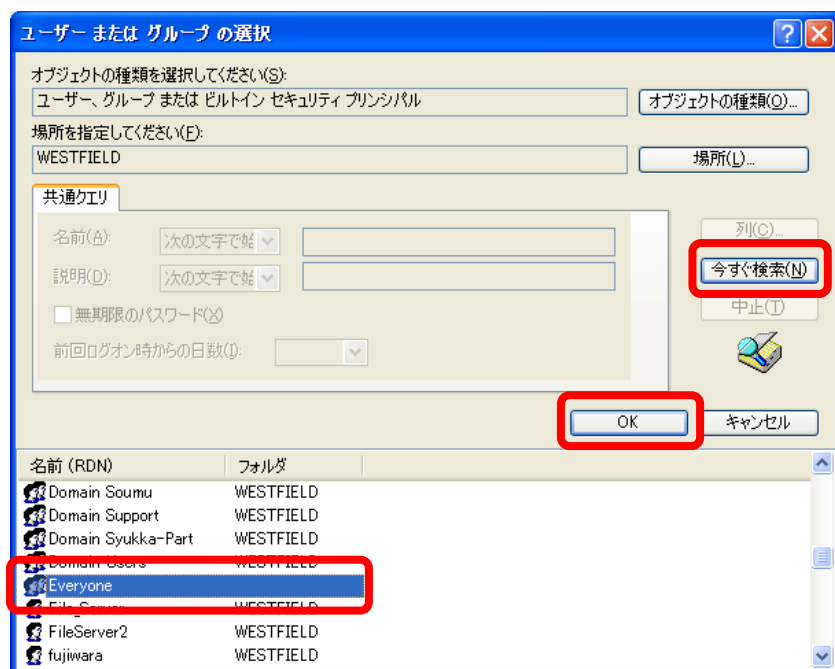 ユーザー または グループ の選択
オブジェクトの種類を選択してください(S):
ユーザー、グループ または ビルトイン セキュリティ プリンシパル
オブジェクトの種類(O)...
場所を指定してください(F):
WESTFIELD
場所(L)...
共通クエリ
名前(A):
次の文字で始
列(C)...
説明(D):
次の文字で始
今すぐ検索(N)
無期限のパスワード(X)
中止(T)
前回ログオン時からの日数(I):
OK
キャンセル
名前 (RDN) フォルダ
Domain Soumu WESTFIELD
Domain Support WESTFIELD
Domain Syukka-Part WESTFIELD
Domain Users WESTFIELD
Everyone
File_Server WESTFIELD
FileServer2 WESTFIELD
fujiwara WESTFIELD